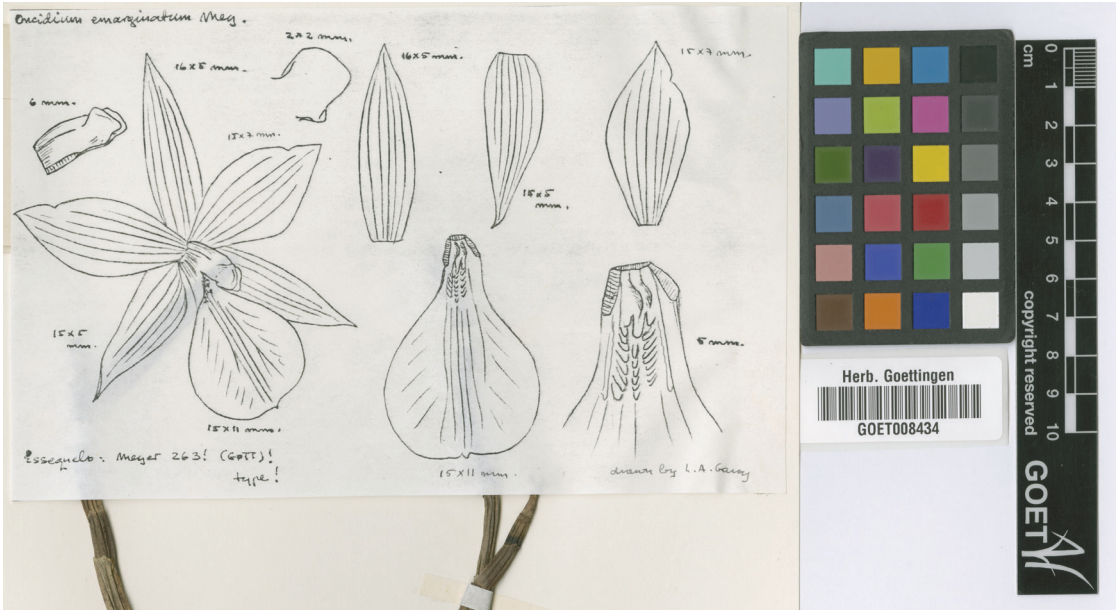 Oncidium emarginatum Mey.
2×2 mm.
16×5 mm.
16×5 mm.
15×7 mm.
6 mm.
15×7 mm.
15×5
mm.
15×5
mm.
5 mm.
15×11 mm.
Essequebo: Meyer 263! (GOTT)!
type!
15×11 mm.
drawn by L.A. Garay
Herb. Goettingen
GOET008434
0
cm
1
2
3
4
5
6
7
8
9
10
copyright reserved
GOET